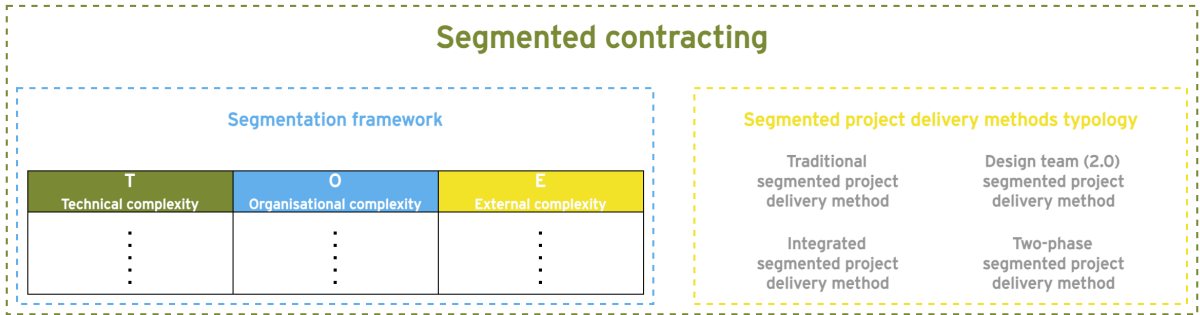 Segmented contracting
Segmentation framework
T
Technical complexity
O
Organisational complexity
E
External complexity
Segmented project delivery methods typology
Traditional
segmented project
delivery method
Design team (2.0)
segmented project
delivery method
Integrated
segmented project
delivery method
Two-phase
segmented project
delivery method